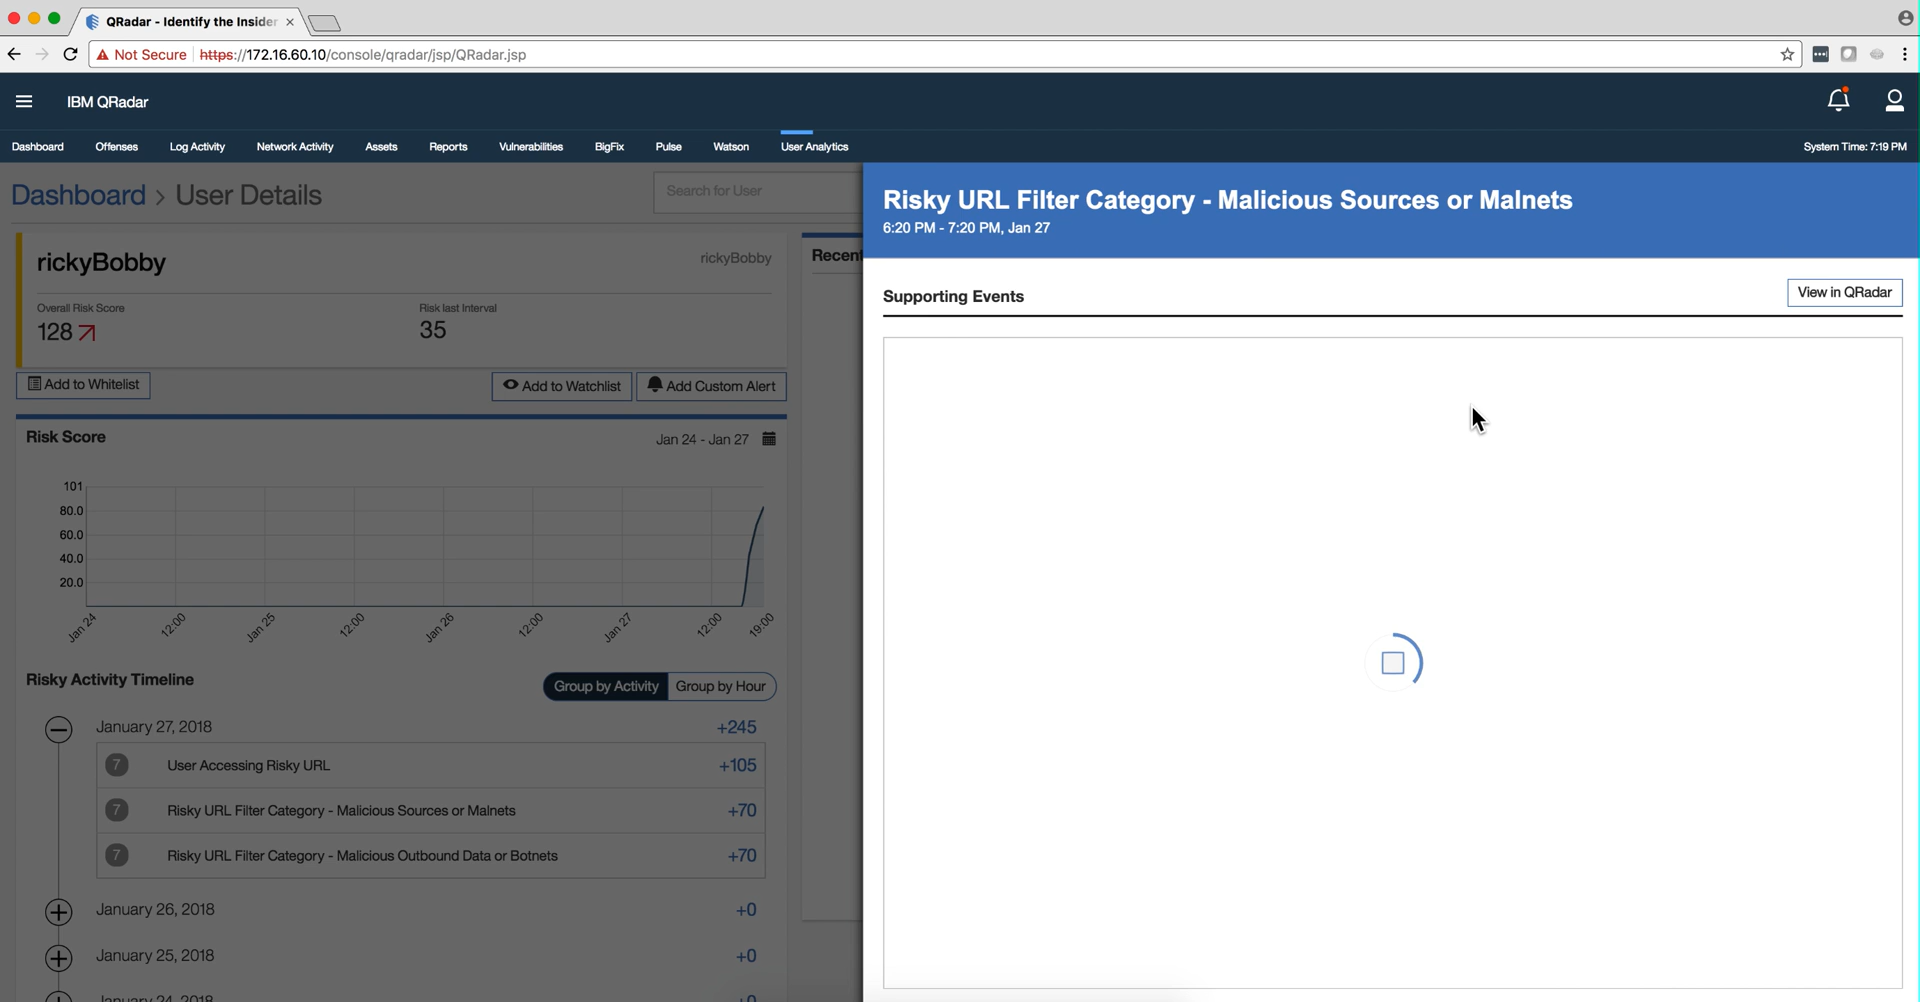 QRadar - Identify the Insider
Not Secure https://172.16.60.10/console/qradar/jsp/QRadar.jsp
IBM QRadar
Dashboard Offenses Log Activity Network Activity Assets Reports Vulnerabilities BigFix Pulse Watson User Analytics System Time: 7:19 PM
Dashboard > User Details
Search for User
rickyBobby
rickyBobby
Overall Risk Score
128
Risk last Interval
35
Add to Whitelist
Add to Watchlist
Add Custom Alert
Risk Score
Jan 24 - Jan 27
101
80.0
60.0
40.0
20.0
Jan 24 12:00 Jan 25 12:00 Jan 26 12:00 Jan 27 12:00 19:00
Risky Activity Timeline
Group by Activity Group by Hour
January 27, 2018 +245
7 User Accessing Risky URL +105
7 Risky URL Filter Category - Malicious Sources or Malnets +70
7 Risky URL Filter Category - Malicious Outbound Data or Botnets +70
January 26, 2018 +0
January 25, 2018 +0
January 24, 2018 +0
Recen
Risky URL Filter Category - Malicious Sources or Malnets
6:20 PM - 7:20 PM, Jan 27
Supporting Events
View in QRadar